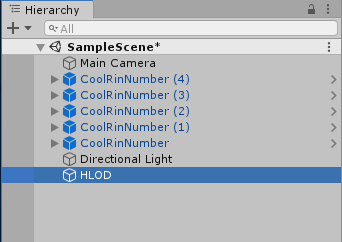 Hierarchy
All
SampleScene*
Main Camera
CoolRinNumber (4)
CoolRinNumber (3)
CoolRinNumber (2)
CoolRinNumber (1)
CoolRinNumber
Directional Light
HLOD